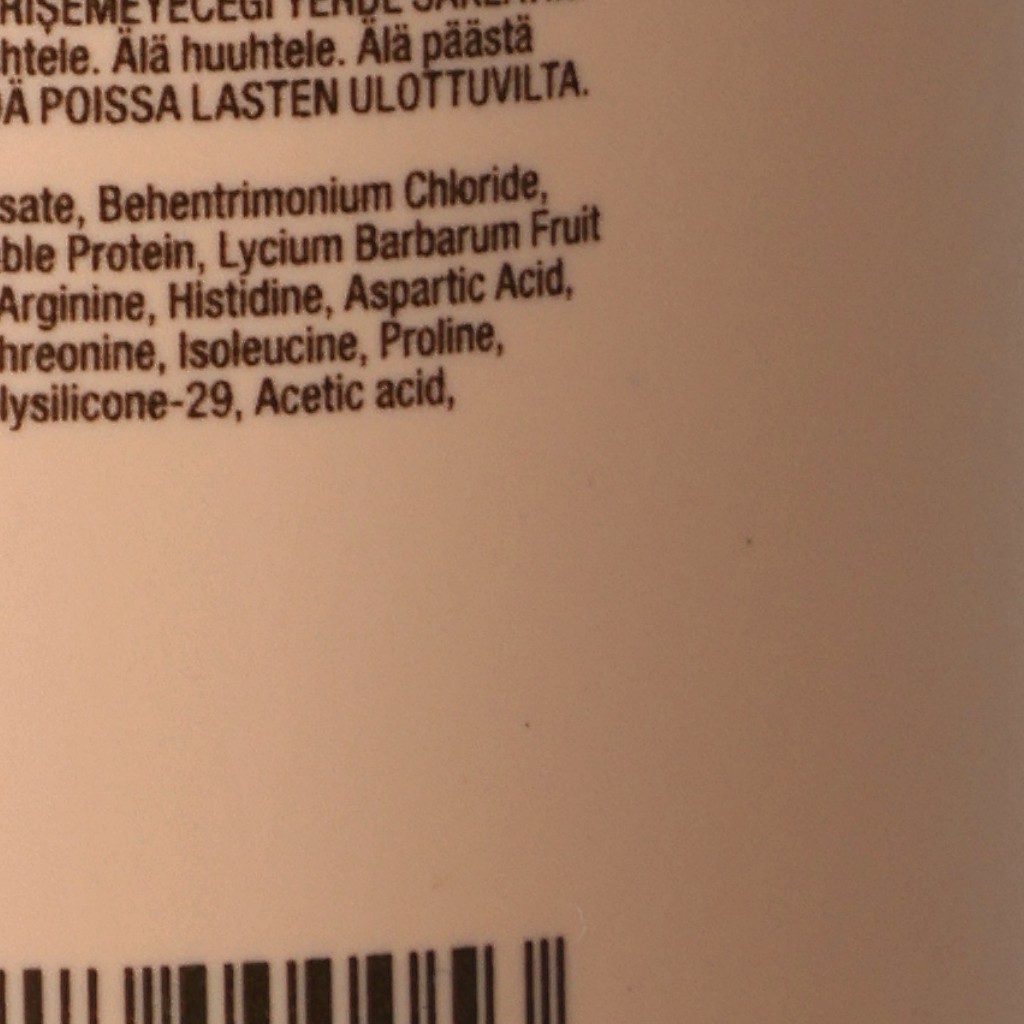 htele. Älä huuhtele. Älä päästä
POISSA LASTEN ULOTTUVILTA.
sate, Behentrimonium Chloride,
ble Protein, Lycium Barbarum Fruit
Arginine, Histidine, Aspartic Acid,
hreonine, Isoleucine, Proline,
lysilicone-29, Acetic acid,